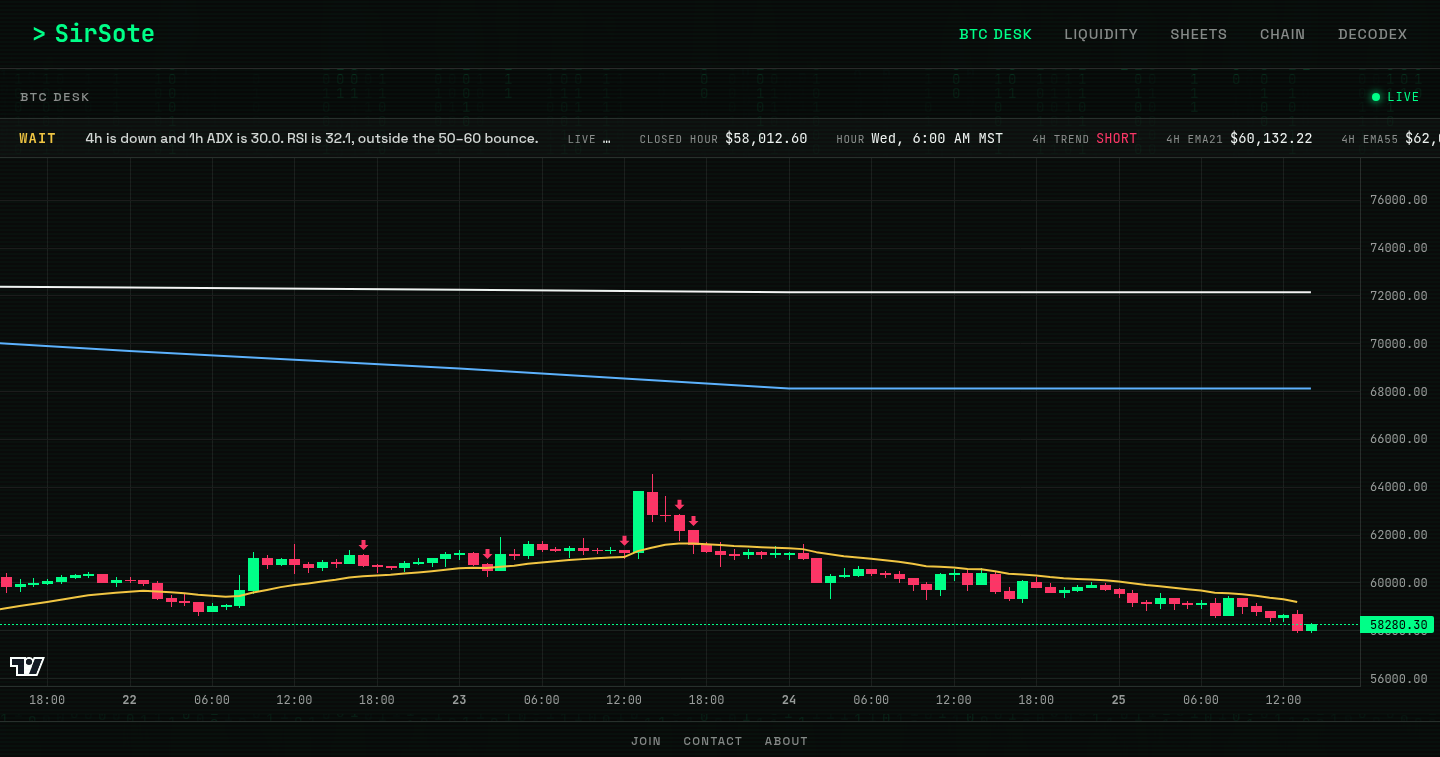 > SirSote
BTC DESK LIQUIDITY SHEETS CHAIN DECODEX
BTC DESK
LIVE
WAIT 4h is down and 1h ADX is 30.0. RSI is 32.1, outside the 50–60 bounce. LIVE … CLOSED HOUR $58,012.60 HOUR Wed, 6:00 AM MST 4H TREND SHORT 4H EMA21 $60,132.22 4H EMA55
76000.00
74000.00
72000.00
70000.00
68000.00
66000.00
64000.00
62000.00
60000.00
58280.30
56000.00
18:00 22 06:00 12:00 18:00 23 06:00 12:00 18:00 24 06:00 12:00 18:00 25 06:00 12:00
JOIN CONTACT ABOUT